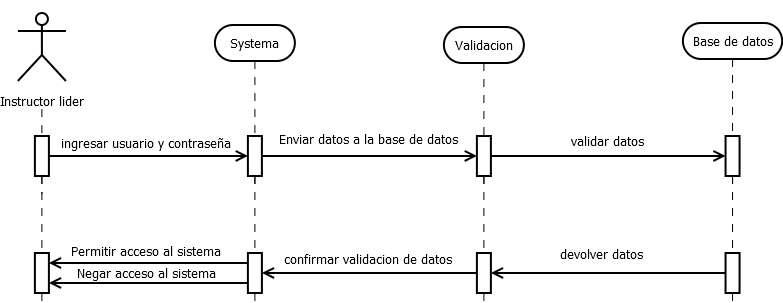 Systema
Validacion
Base de datos
Instructor lider
ingresar usuario y contraseña
Enviar datos a la base de datos
validar datos
Permitir acceso al sistema
Negar acceso al sistema
confirmar validacion de datos
devolver datos